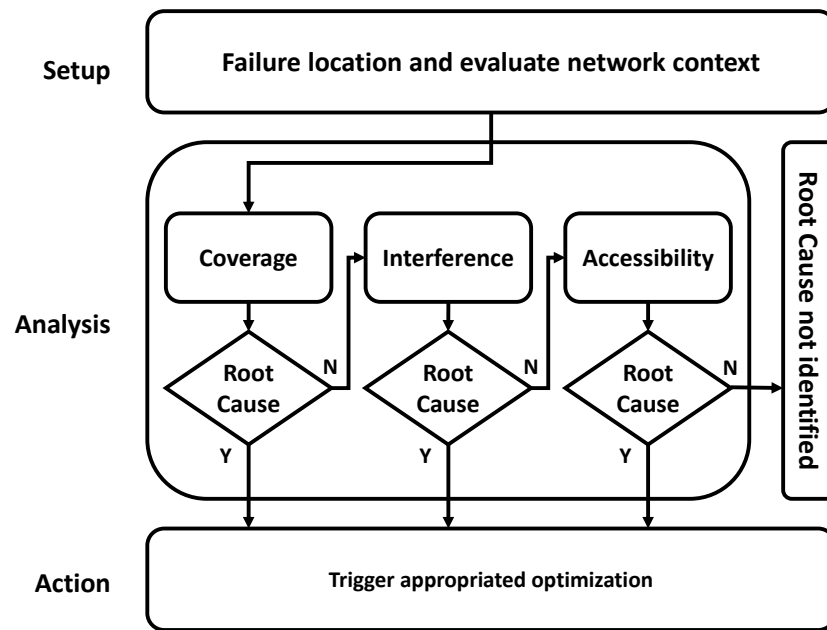 Setup
Failure location and evaluate network context
Analysis
Coverage
Interference
Accessibility
Root
Cause
N
Y
Root
Cause
N
Y
Root
Cause
N
Y
Root Cause not identified
Action
Trigger appropriated optimization